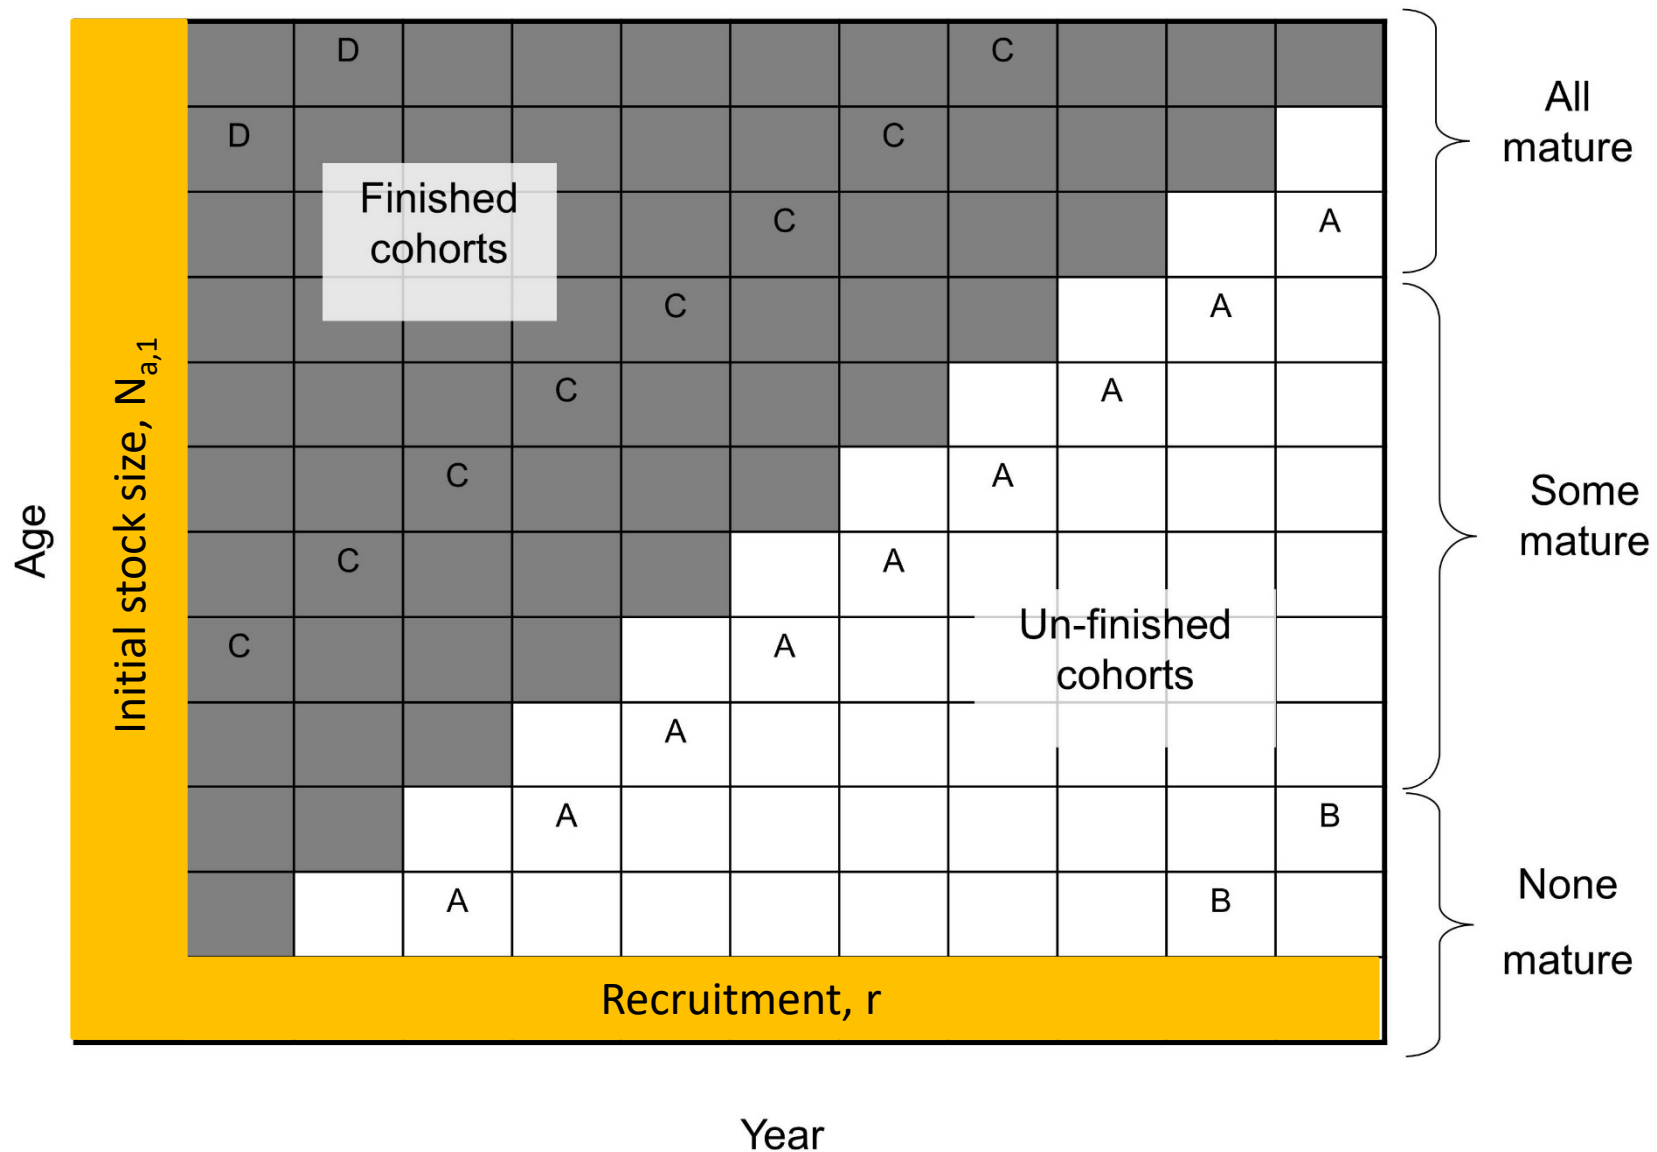 D C
D C
Finished
cohorts
All
mature
C A
C A
C A
C A
Some
mature
C A
C A
Un-finished
cohorts
A
A B
A B
None
mature
Age
Initial stock size, Na,1
Recruitment, r
Year